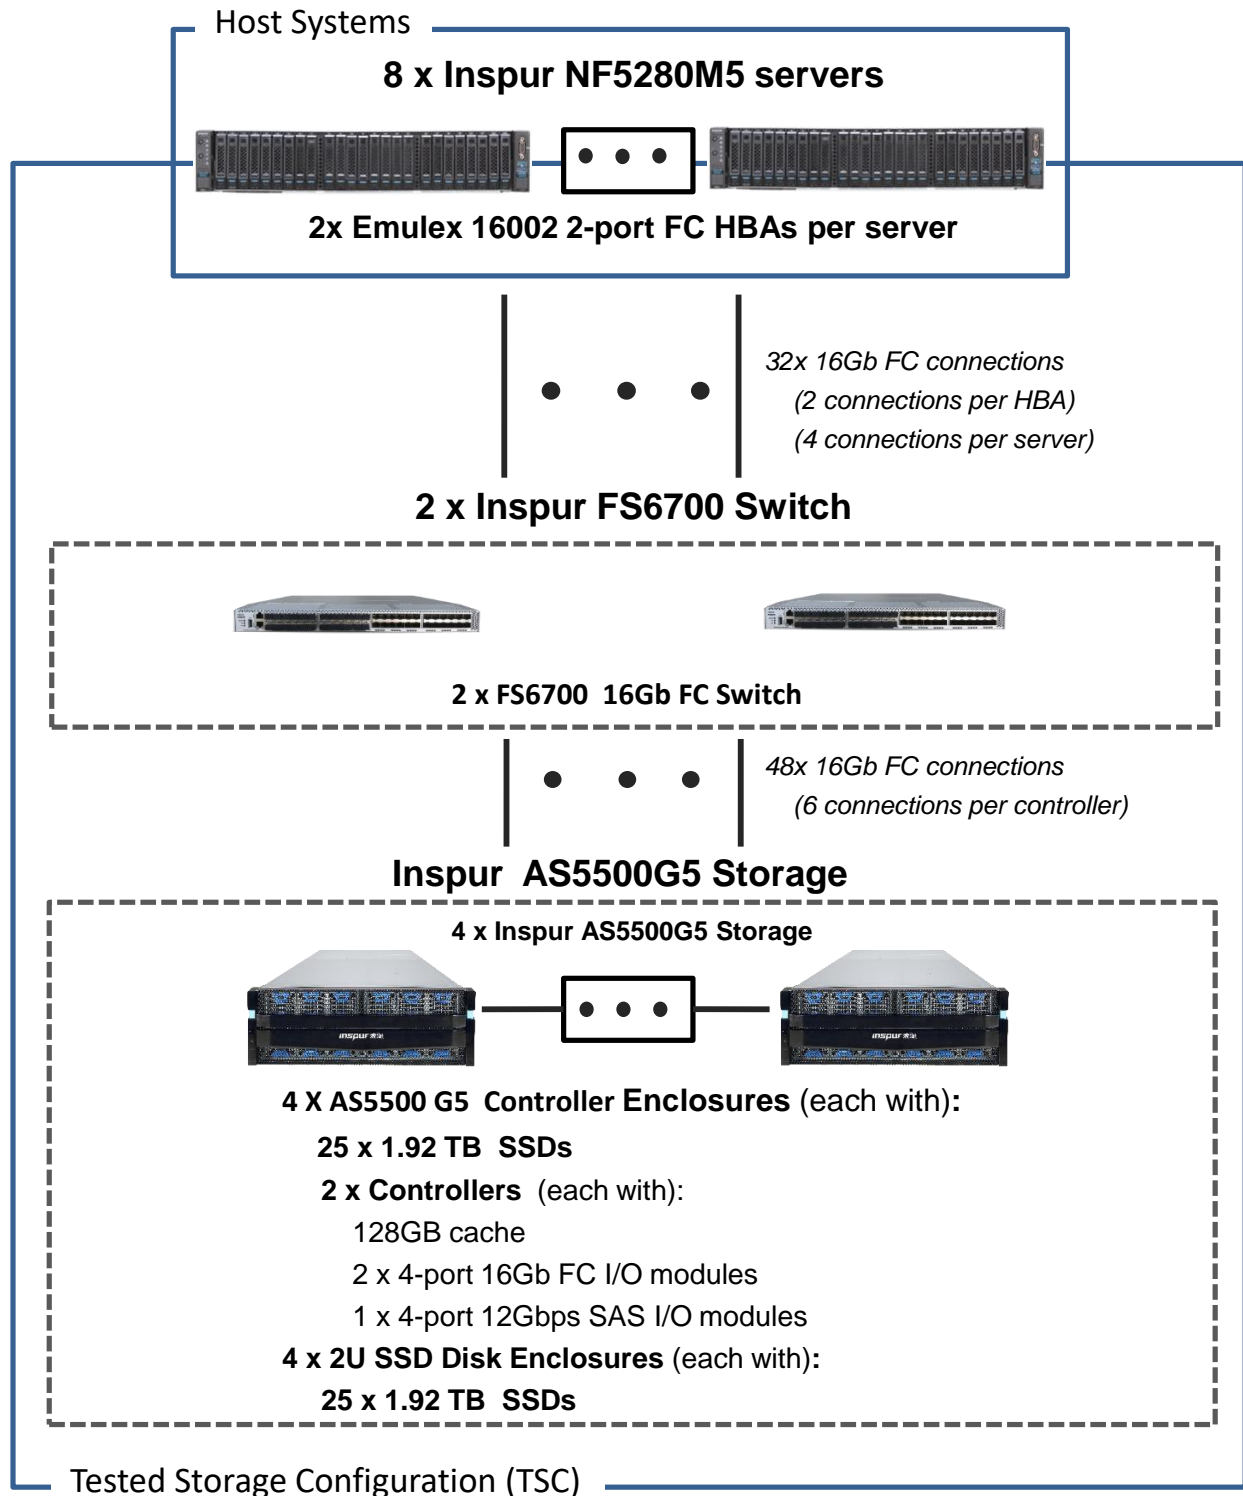 Host Systems
8 x Inspur NF5280M5 servers
2x Emulex 16002 2-port FC HBAs per server
32x 16Gb FC connections
(2 connections per HBA)
(4 connections per server)
2 x Inspur FS6700 Switch
2 x FS6700 16Gb FC Switch
48x 16Gb FC connections
(6 connections per controller)
Inspur AS5500G5 Storage
4 x Inspur AS5500G5 Storage
inspur
inspur
4 X AS5500 G5 Controller Enclosures (each with):
25 x 1.92 TB SSDs
2 x Controllers (each with):
128GB cache
2 x 4-port 16Gb FC I/O modules
1 x 4-port 12Gbps SAS I/O modules
4 x 2U SSD Disk Enclosures (each with):
25 x 1.92 TB SSDs
Tested Storage Configuration (TSC)